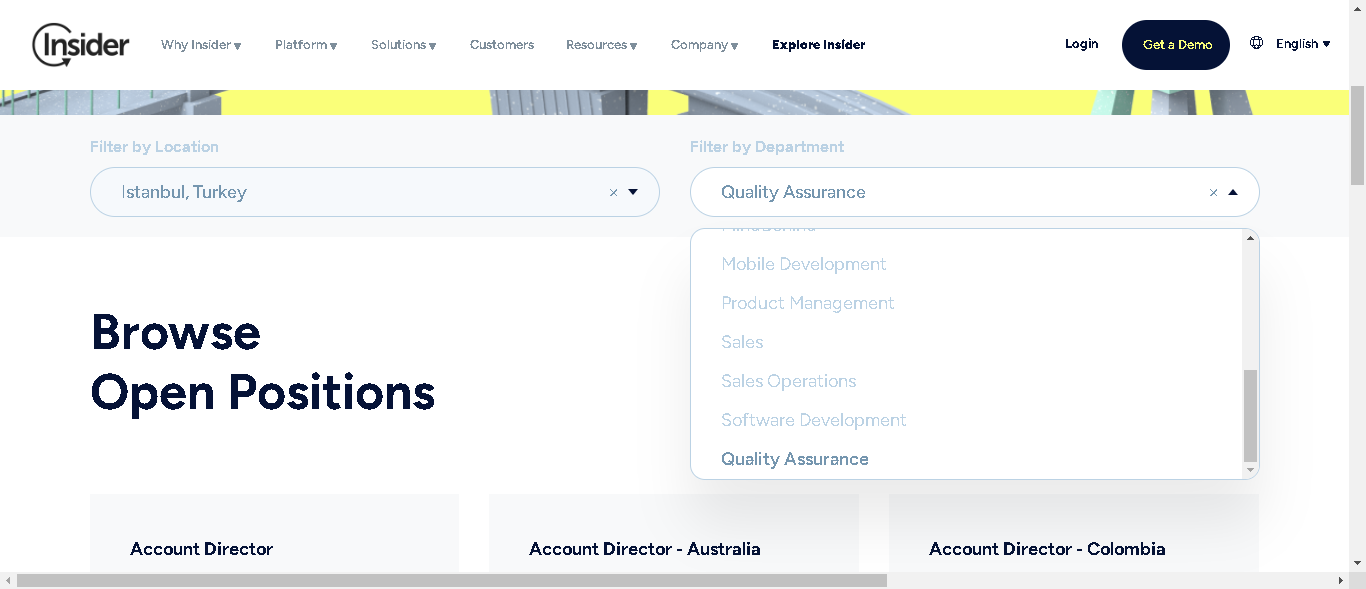 Insider
Why Insider
Platform
Solutions
Customers
Resources
Company
Explore Insider
Login
Get a Demo
English
Filter by Location
Filter by Department
Istanbul, Turkey
×
Quality Assurance
×
Mobile Development
Product Management
Sales
Sales Operations
Software Development
Quality Assurance
Browse
Open Positions
Account Director
Account Director - Australia
Account Director - Colombia